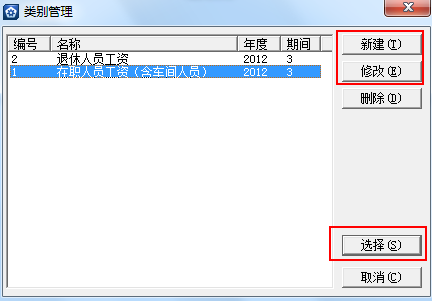 类别管理
编号 名称 年度 期间
2 退休人员工资 2012 3
1 在职人员工资（含车间人员） 2012 3
新建(I)
修改(E)
删除(D)
选择(S)
取消(C)